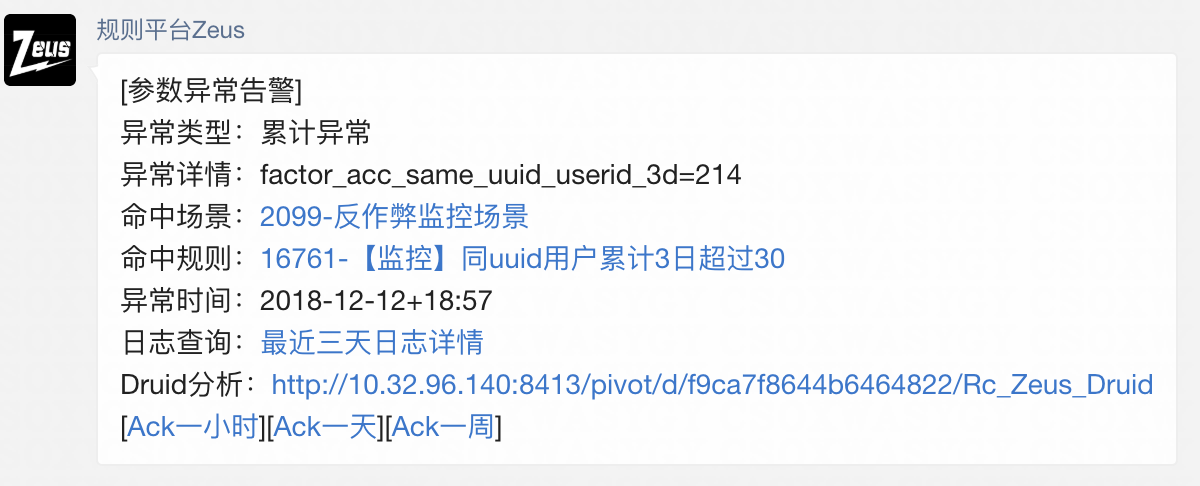 Zeus
规则平台Zeus
[参数异常告警]
异常类型：累计异常
异常详情：factor_acc_same_uuid_userid_3d=214
命中场景：2099-反作弊监控场景
命中规则：16761-【监控】同uuid用户累计3日超过30
异常时间：2018-12-12+18:57
日志查询：最近三天日志详情
Druid分析：http://10.32.96.140:8413/pivot/d/f9ca7f8644b6464822/Rc_Zeus_Druid
[Ack一小时][Ack一天][Ack一周]